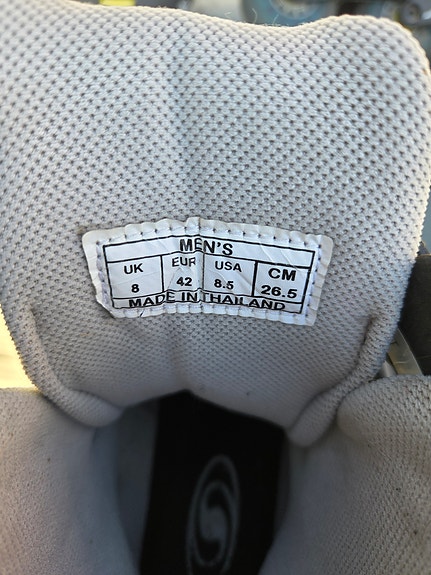 MEN'S
UK EUR USA CM
8 42 8.5 26.5
MADE IN THAILAND